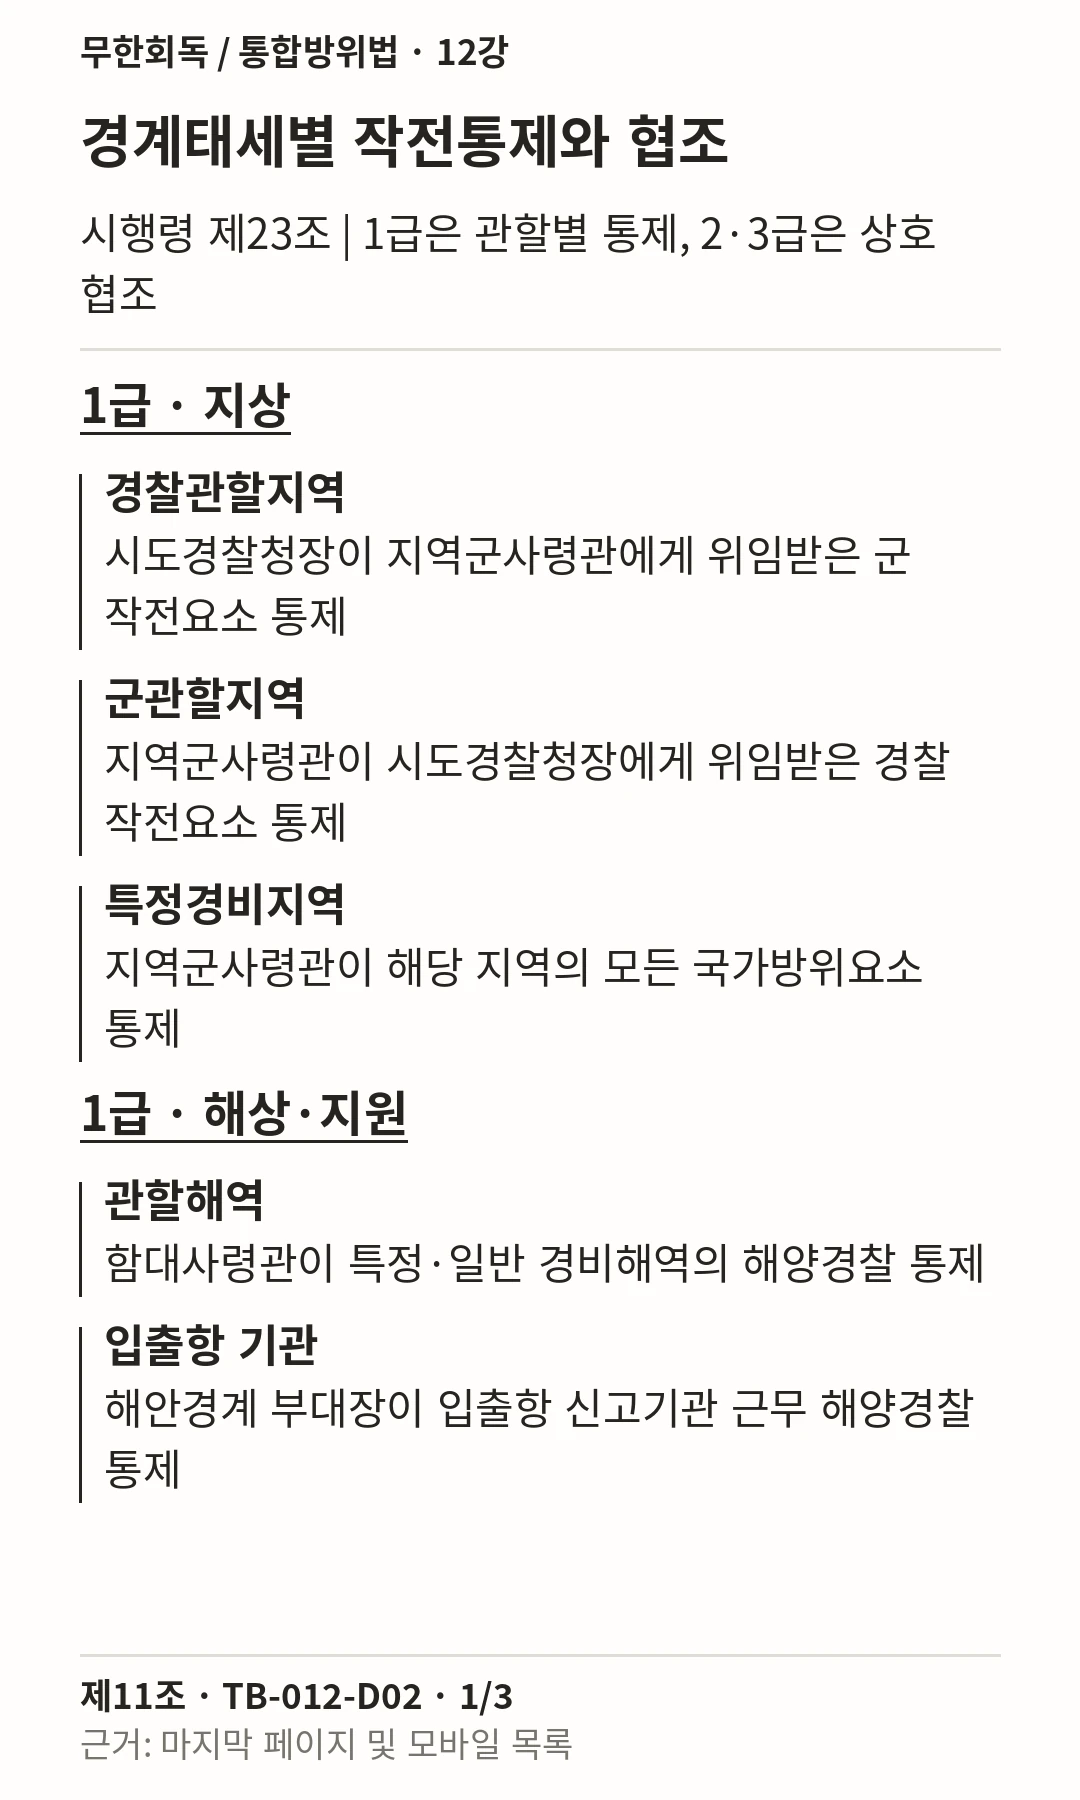 무한회독 / 통합방위법 · 12강
경계태세별 작전통제와 협조
시행령 제23조 | 1급은 관할별 통제, 2·3급은 상호
협조
1급 · 지상
경찰관할지역
시도경찰청장이 지역군사령관에게 위임받은 군
작전요소 통제
군관할지역
지역군사령관이 시도경찰청장에게 위임받은 경찰
작전요소 통제
특정경비지역
지역군사령관이 해당 지역의 모든 국가방위요소
통제
1급 · 해상·지원
관할해역
함대사령관이 특정·일반 경비해역의 해양경찰 통제
입출항 기관
해안경계 부대장이 입출항 신고기관 근무 해양경찰
통제
제11조 · TB-012-D02 · 1/3
근거: 마지막 페이지 및 모바일 목록